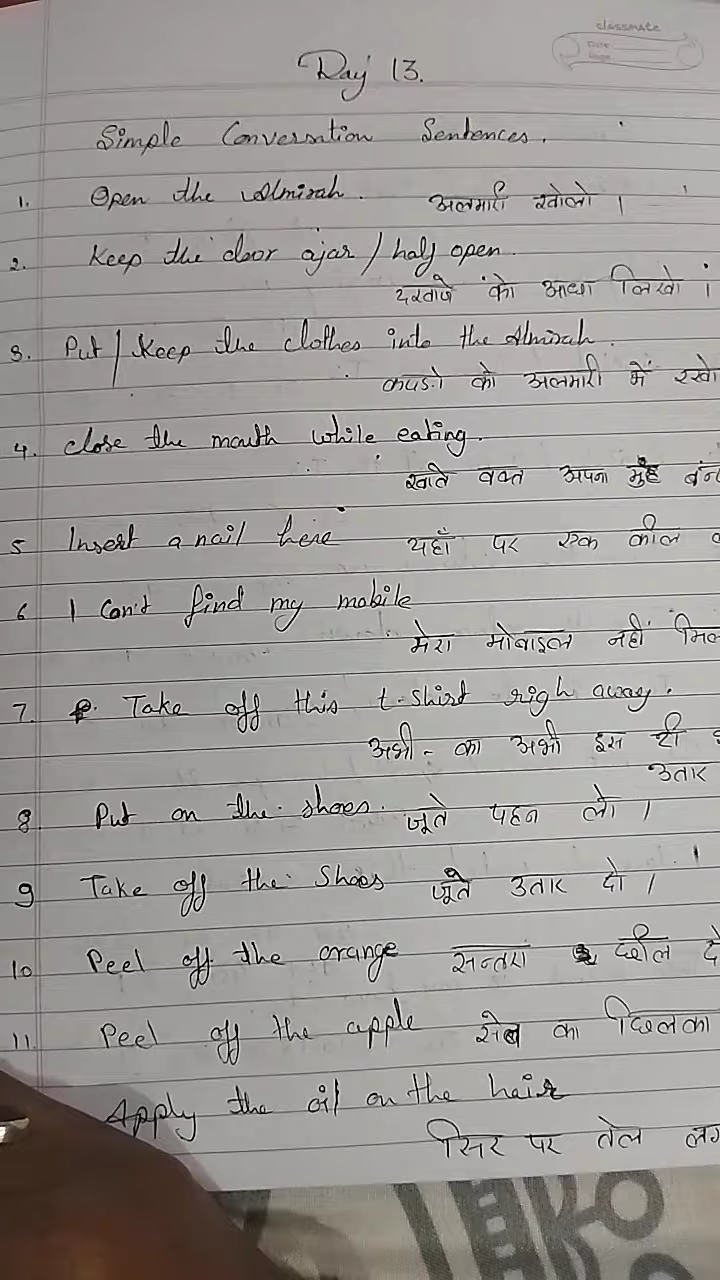 classmate
Date
Page
Day 13.
Simple Conversation Sentences.
1. Open the Almirah. अलमारी खोलो ।
2. Keep the door ajar / half open.
दरवाजे को आधा लिखो ।
3. Put / Keep the clothes into the Almirah.
कपड़ो को अलमारी में रखो
4. close the mouth while eating.
खाते वक्त अपना मुँह
5 Insert a nail here यहाँ पर एक कील
6 I Can't find my mobile
मेरा मोबाइल नहीं
7. Take off this t-shirt righ away.
अभी - का अभी इस टी
उतार
8. Put on the shoes. जूते पहन लो ।
9 Take off the Shoes जूते उतार दो ।
10 Peel off the orange सन्तरा छील दो
11. Peel off the apple सेब का छिलका
Apply the oil on the hair
सिर पर तेल